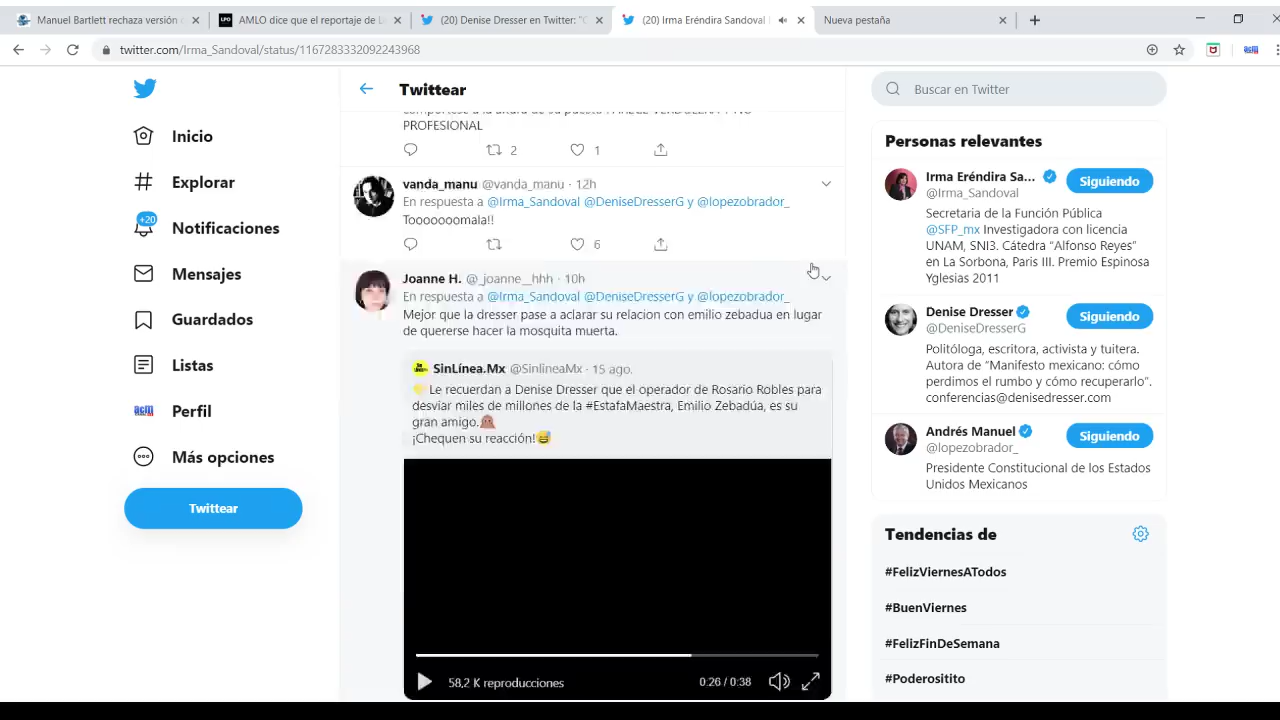 Manuel Bartlett rechaza versión
AMLO dice que el reportaje de L
(20) Denise Dresser en Twitter: "C
(20) Irma Eréndira Sandoval
Nueva pestaña
twitter.com/Irma_Sandoval/status/1167283332092243968
Inicio
Explorar
+20
Notificaciones
Mensajes
Guardados
Listas
Perfil
Más opciones
Twittear
Twittear
PROFESIONAL
2
1
vanda_manu @vanda_manu · 12h
En respuesta a @Irma_Sandoval @DeniseDresserG y @lopezobrador_
Tooooooomala!!
6
Joanne H. @_joanne__hhh · 10h
En respuesta a @Irma_Sandoval @DeniseDresserG y @lopezobrador_
Mejor que la dresser pase a aclarar su relacion con emilio zebadua en lugar
de quererse hacer la mosquita muerta.
SinLínea.Mx @SinlineaMx · 15 ago.
Le recuerdan a Denise Dresser que el operador de Rosario Robles para
desviar miles de millones de la #EstafaMaestra, Emilio Zebadúa, es su
gran amigo.
¡Chequen su reacción!
58,2 K reproducciones
0:26 / 0:38
Buscar en Twitter
Personas relevantes
Irma Eréndira Sa...
@Irma_Sandoval
Siguiendo
Secretaria de la Función Pública
@SFP_mx Investigadora con licencia
UNAM, SNI3. Cátedra "Alfonso Reyes"
en La Sorbona, Paris III. Premio Espinosa
Yglesias 2011
Denise Dresser
@DeniseDresserG
Siguiendo
Politóloga, escritora, activista y tuitera.
Autora de "Manifesto mexicano: cómo
perdimos el rumbo y cómo recuperarlo".
conferencias@denisedresser.com
Andrés Manuel
@lopezobrador_
Siguiendo
Presidente Constitucional de los Estados
Unidos Mexicanos
Tendencias de
#FelizViernesATodos
#BuenViernes
#FelizFinDeSemana
#Poderositito